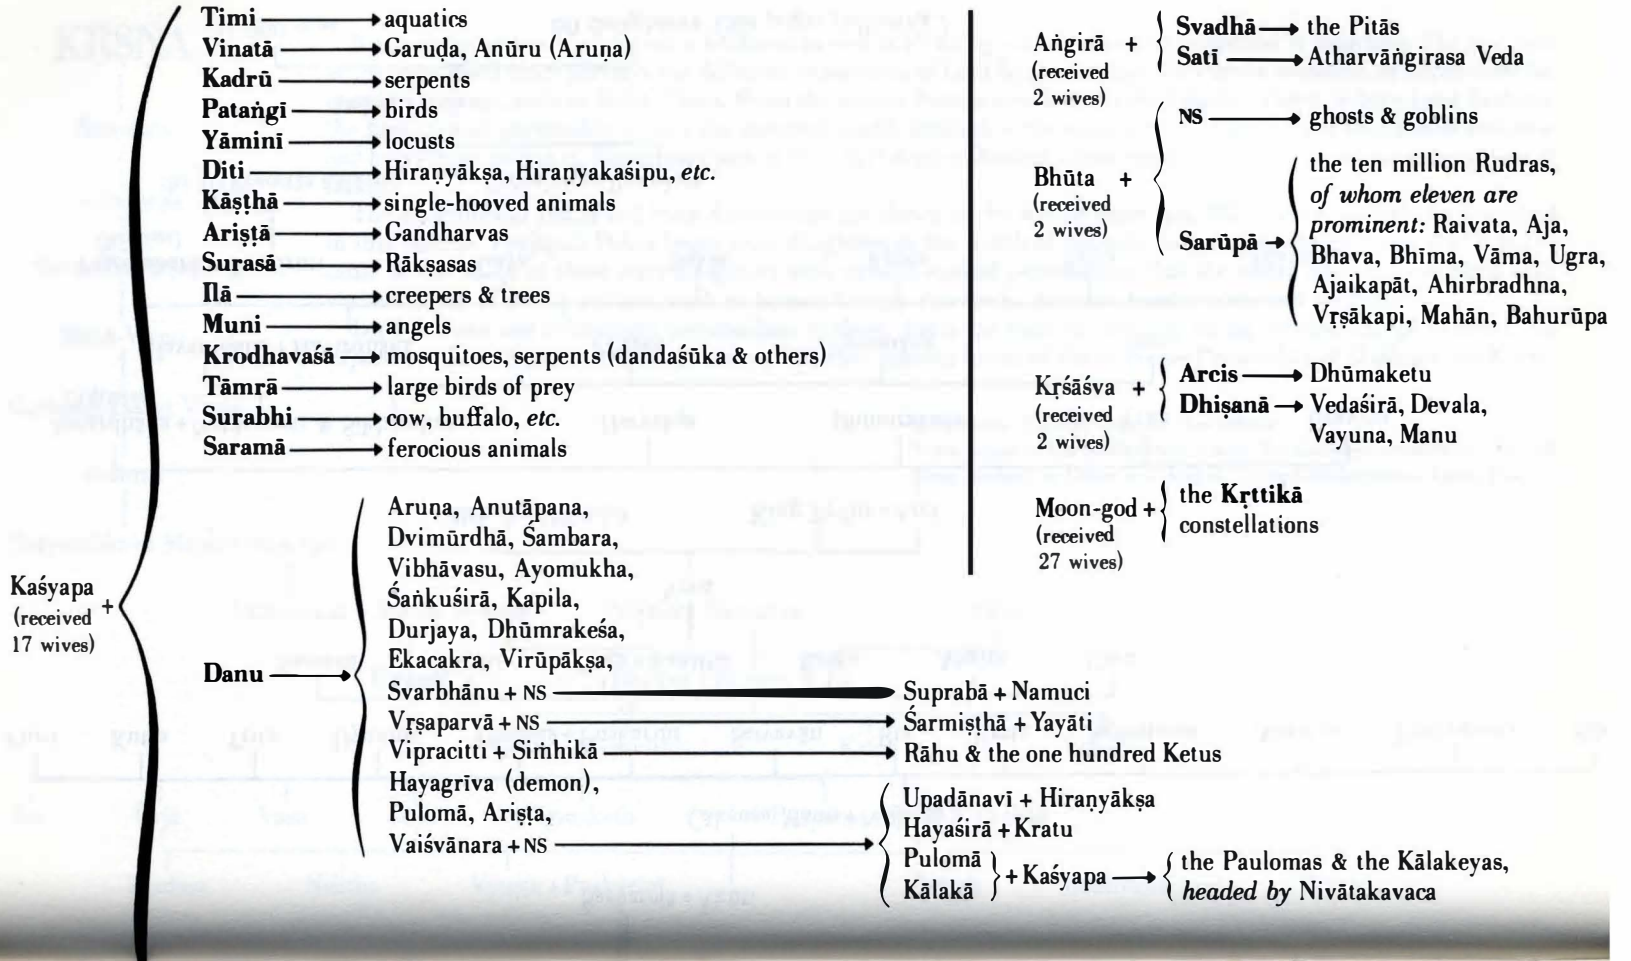 Timi → aquatics
Vinatā → Garuḍa, Anūru (Aruṇa)
Kadrū → serpents
Pataṅgī → birds
Yāminī → locusts
Diti → Hiraṇyākṣa, Hiraṇyakaśipu, etc.
Kāṣṭhā → single-hooved animals
Ariṣṭā → Gandharvas
Surasā → Rākṣasas
Ilā → creepers & trees
Muni → angels
Krodhavaśā → mosquitoes, serpents (dandaśūka & others)
Tāmrā → large birds of prey
Surabhi → cow, buffalo, etc.
Saramā → ferocious animals
Kaśyapa +
(received
17 wives)
Danu →
Aruṇa, Anutāpana,
Dvimūrdhā, Śambara,
Vibhāvasu, Ayomukha,
Śaṅkuśirā, Kapila,
Durjaya, Dhūmrakeśa,
Ekacakra, Virūpākṣa,
Svarbhānu + NS → Suprabā + Namuci
Vṛṣaparvā + NS → Śarmiṣṭhā + Yayāti
Vipracitti + Siṁhikā → Rāhu & the one hundred Ketus
Hayagrīva (demon),
Pulomā, Ariṣṭa,
Vaiśvānara + NS →
Upadānavī + Hiraṇyākṣa
Hayaśirā + Kratu
Pulomā
Kālakā
+ Kaśyapa →
the Paulomas & the Kālakeyas,
headed by Nivātakavaca
Aṅgirā +
(received
2 wives)
Svadhā → the Pitās
Satī → Atharvāṅgirasa Veda
Bhūta +
(received
2 wives)
NS → ghosts & goblins
Sarūpā →
the ten million Rudras,
of whom eleven are
prominent: Raivata, Aja,
Bhava, Bhīma, Vāma, Ugra,
Ajaikapāt, Ahirbradhna,
Vṛṣākapi, Mahān, Bahurūpa
Kṛśāśva +
(received
2 wives)
Arcis → Dhūmaketu
Dhiṣaṇā → Vedaśirā, Devala,
Vayuna, Manu
Moon-god +
(received
27 wives)
the Kṛttikā
constellations